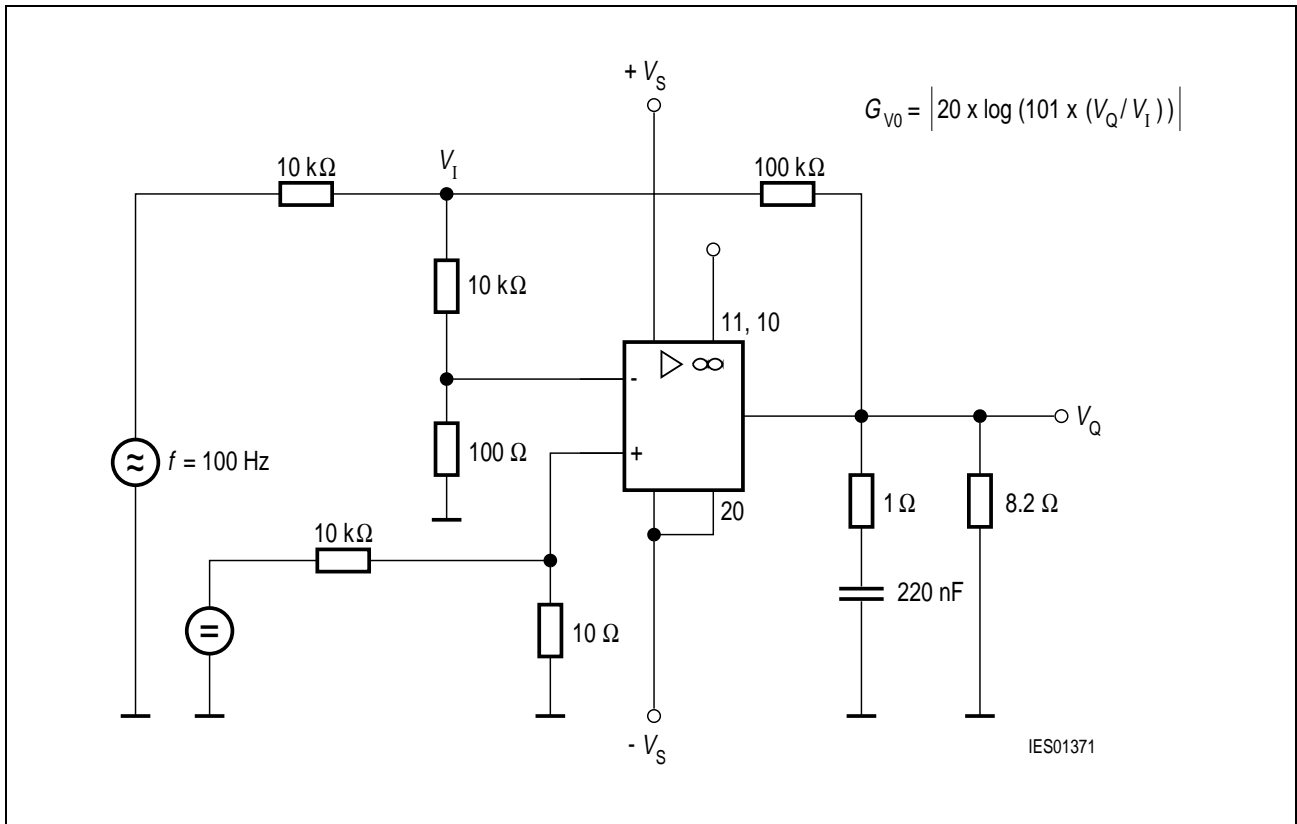 + V_S
G_V0 = |20 x log (101 x (V_Q / V_I ))|
10 kΩ
V_I
100 kΩ
10 kΩ
11, 10
▷ ∞
-
V_Q
100 Ω
+
f = 100 Hz
20
1 Ω
8.2 Ω
10 kΩ
220 nF
10 Ω
- V_S
IES01371